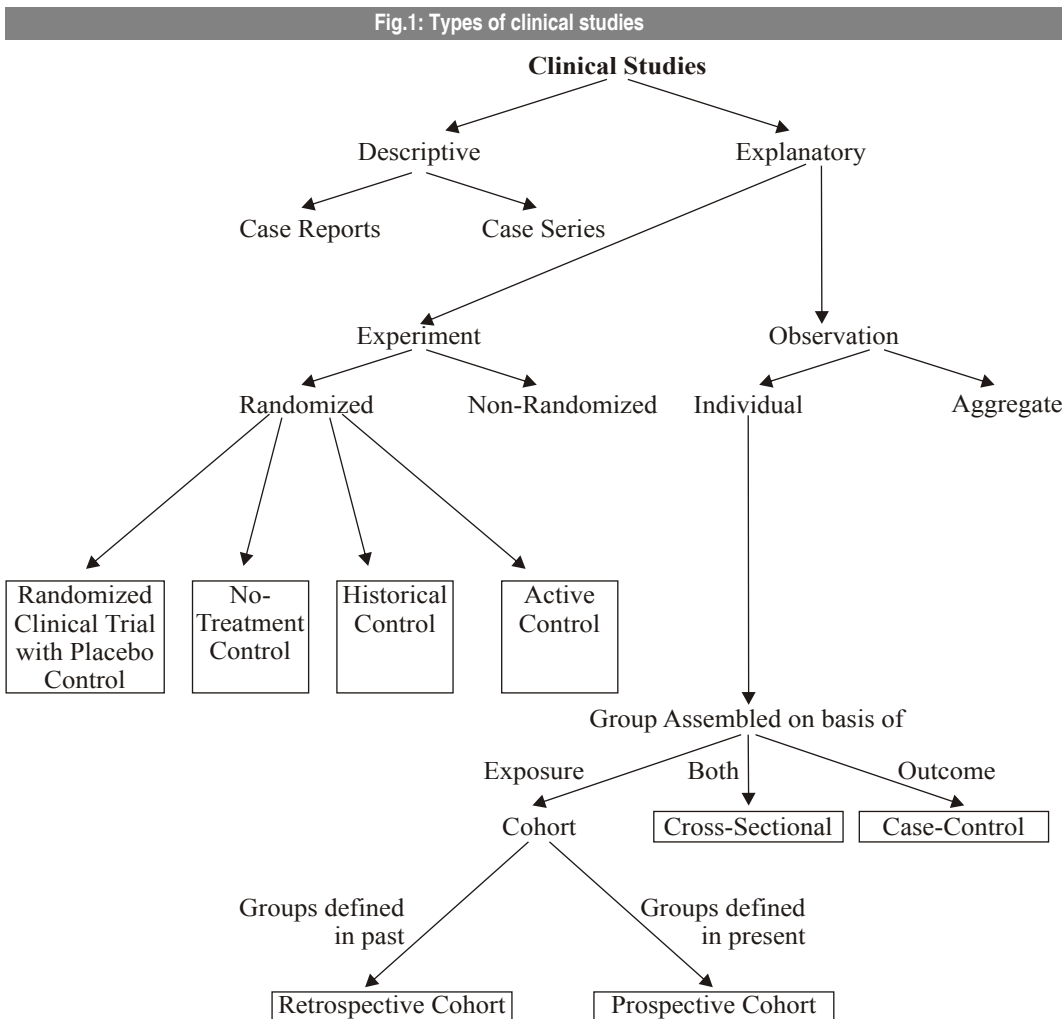 Fig.1: Types of clinical studies
Clinical Studies
Descriptive
Explanatory
Case Reports
Case Series
Experiment
Observation
Randomized
Non-Randomized
Individual
Aggregate
Randomized
Clinical Trial
with Placebo
Control
No-
Treatment
Control
Historical
Control
Active
Control
Group Assembled on basis of
Exposure
Both
Outcome
Cohort
Cross-Sectional
Case-Control
Groups defined
in past
Groups defined
in present
Retrospective Cohort
Prospective Cohort